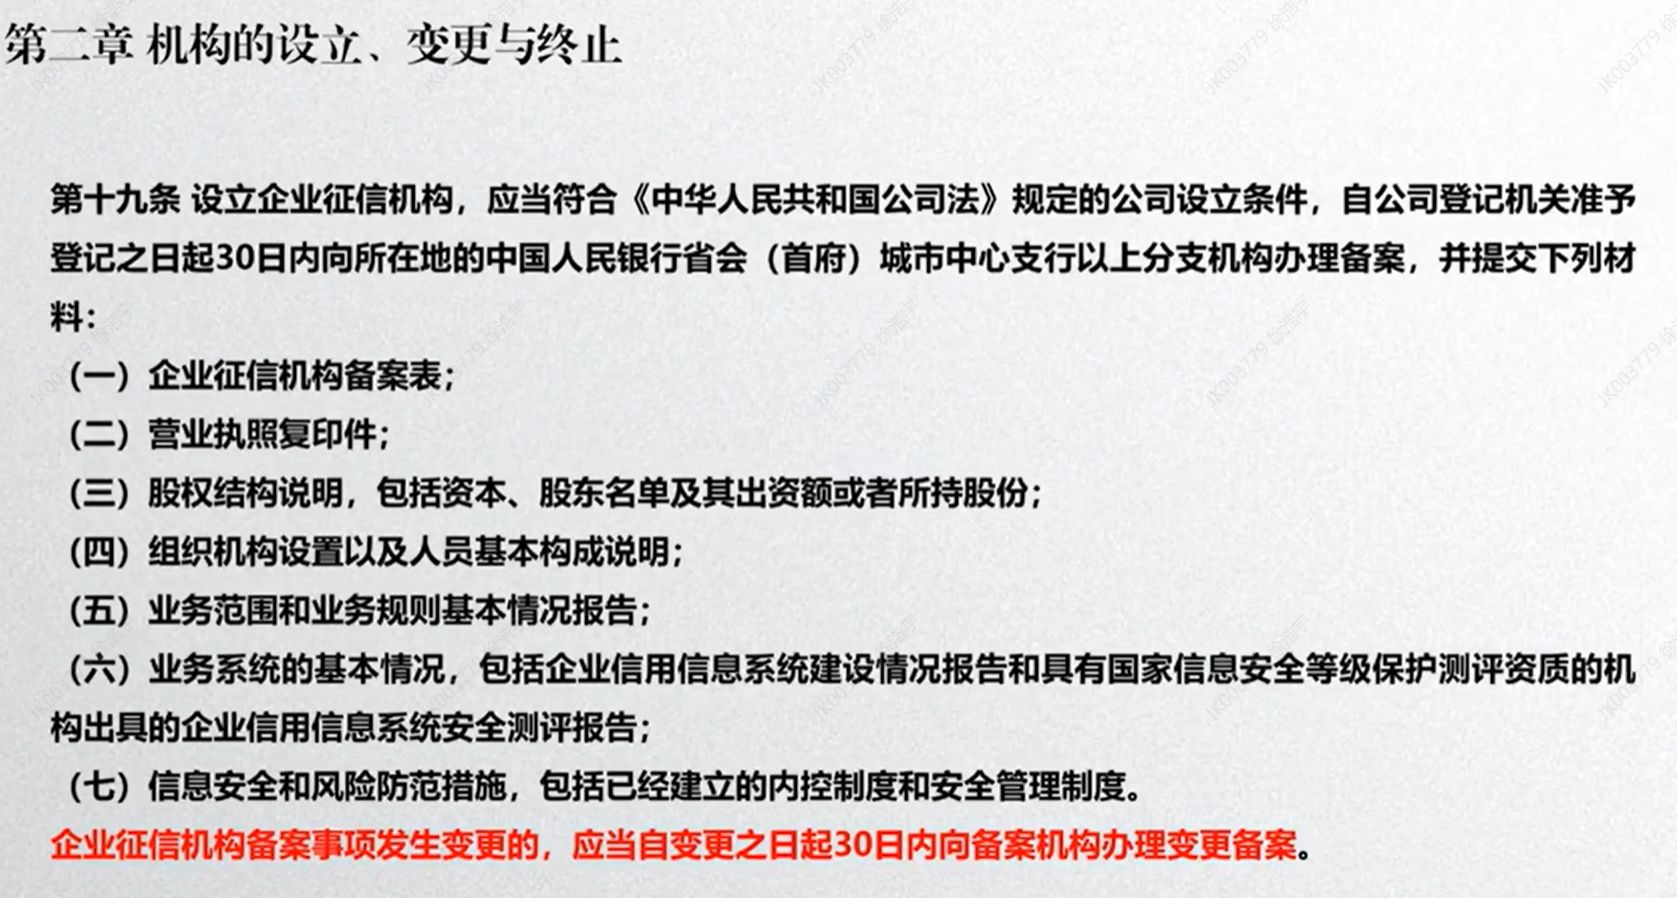 第二章 机构的设立、变更与终止
第十九条 设立企业征信机构，应当符合《中华人民共和国公司法》规定的公司设立条件，自公司登记机关准予
登记之日起30日内向所在地的中国人民银行省会（首府）城市中心支行以上分支机构办理备案，并提交下列材
料：
（一）企业征信机构备案表；
（二）营业执照复印件；
（三）股权结构说明，包括资本、股东名单及其出资额或者所持股份；
（四）组织机构设置以及人员基本构成说明；
（五）业务范围和业务规则基本情况报告；
（六）业务系统的基本情况，包括企业信用信息系统建设情况报告和具有国家信息安全等级保护测评资质的机
构出具的企业信用信息系统安全测评报告；
（七）信息安全和风险防范措施，包括已经建立的内控制度和安全管理制度。
企业征信机构备案事项发生变更的，应当自变更之日起30日内向备案机构办理变更备案。